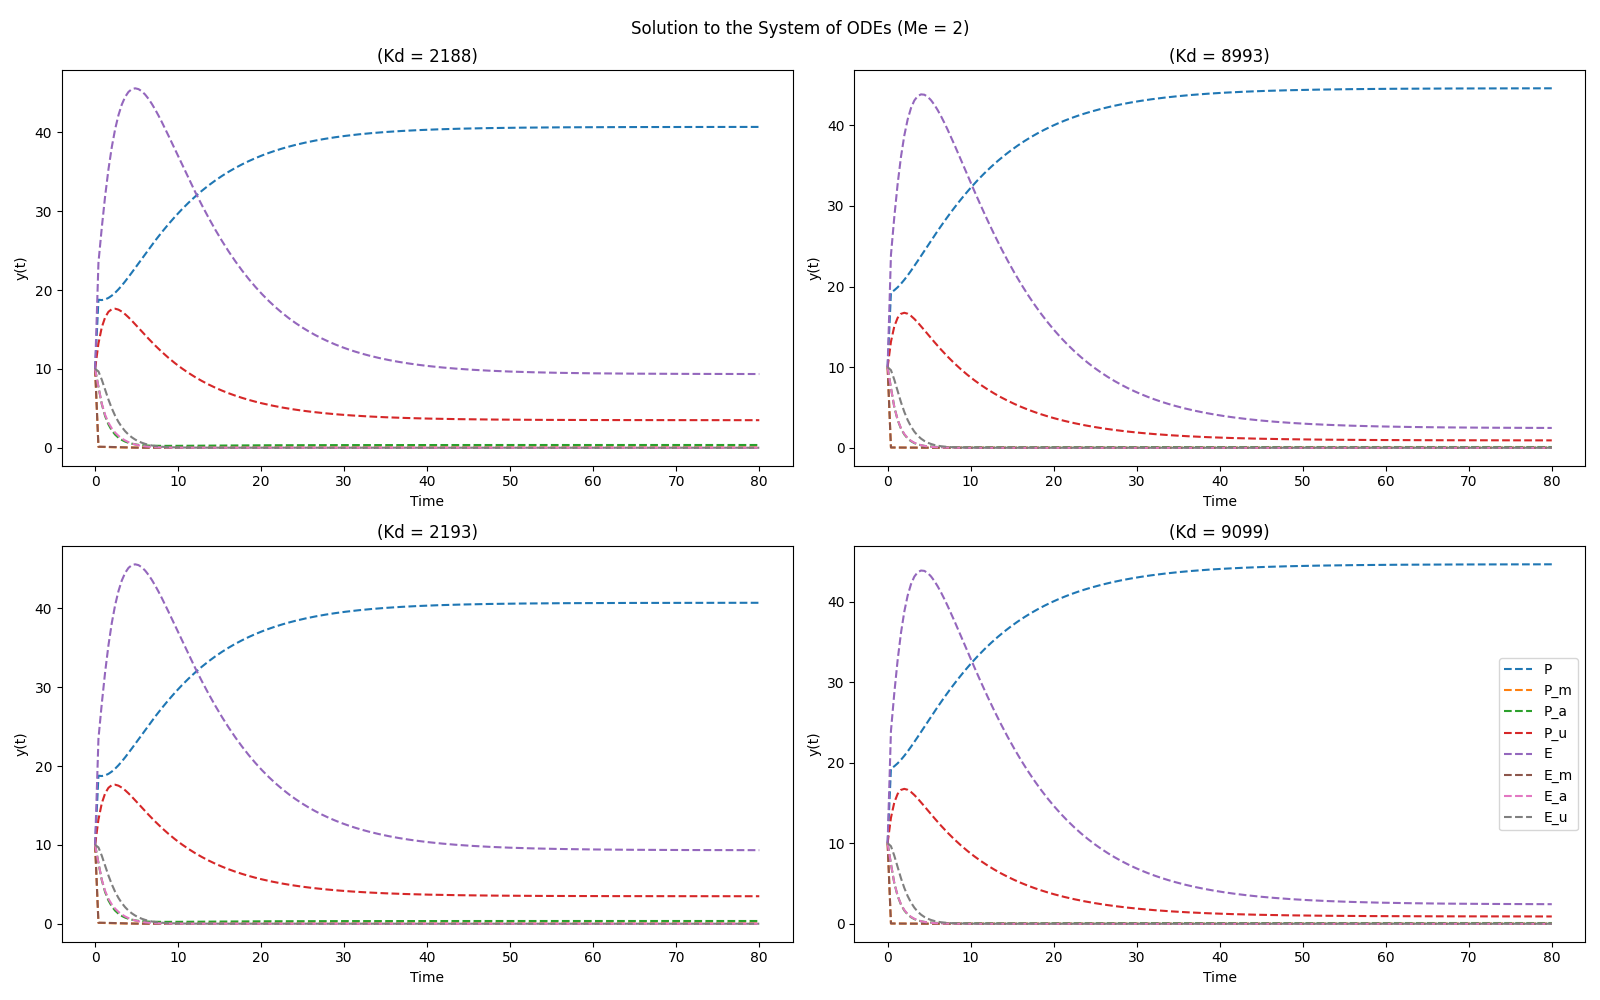 Solution to the System of ODEs (Me = 2)
(Kd = 2188)
y(t)
40
30
20
10
0
0 10 20 30 40 50 60 70 80
Time
(Kd = 8993)
y(t)
40
30
20
10
0
0 10 20 30 40 50 60 70 80
Time
(Kd = 2193)
y(t)
40
30
20
10
0
0 10 20 30 40 50 60 70 80
Time
(Kd = 9099)
y(t)
40
30
20
10
0
0 10 20 30 40 50 60 70 80
Time
P
P_m
P_a
P_u
E
E_m
E_a
E_u